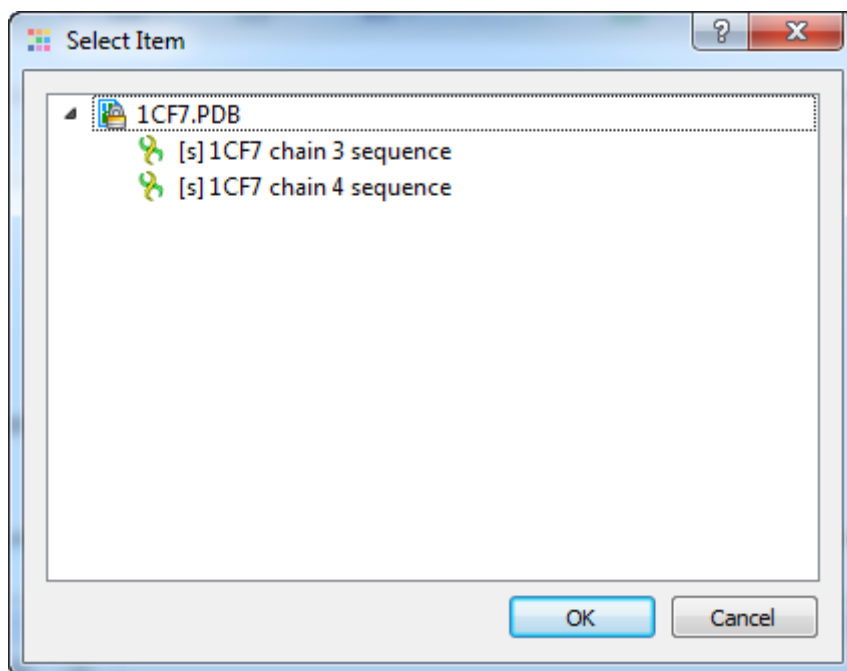 Select Item
1CF7.PDB
[s] 1CF7 chain 3 sequence
[s] 1CF7 chain 4 sequence
OK
Cancel